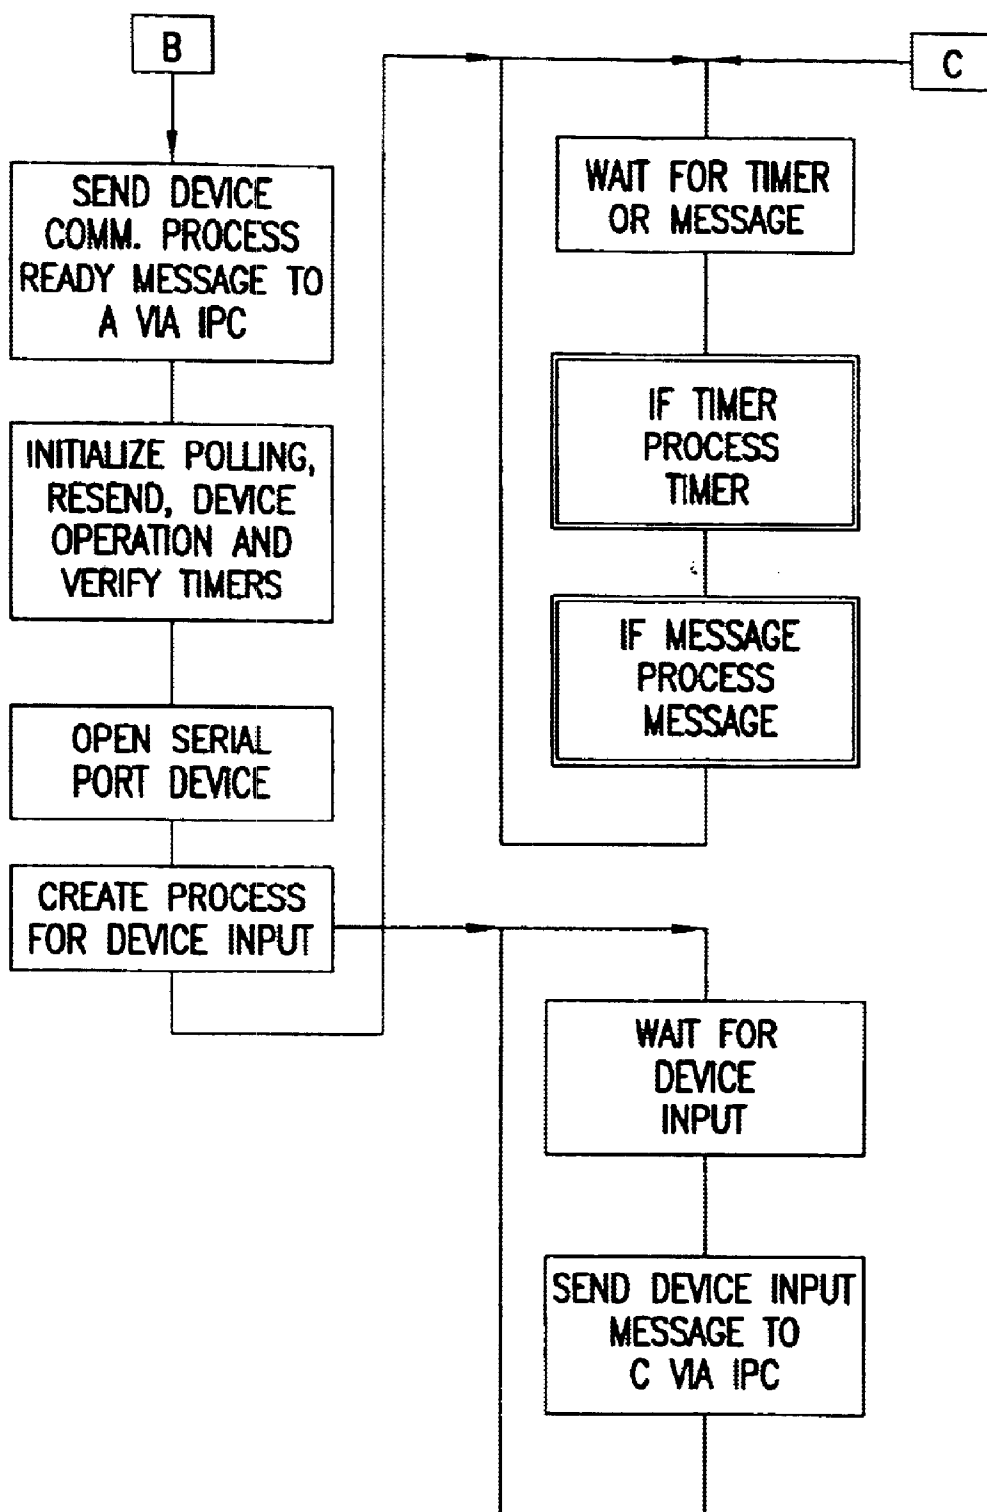 B
SEND DEVICE
COMM. PROCESS
READY MESSAGE TO
A VIA IPC
INITIALIZE POLLING,
RESEND, DEVICE
OPERATION AND
VERIFY TIMERS
OPEN SERIAL
PORT DEVICE
CREATE PROCESS
FOR DEVICE INPUT
C
WAIT FOR TIMER
OR MESSAGE
IF TIMER
PROCESS
TIMER
IF MESSAGE
PROCESS
MESSAGE
WAIT FOR
DEVICE
INPUT
SEND DEVICE INPUT
MESSAGE TO
C VIA IPC